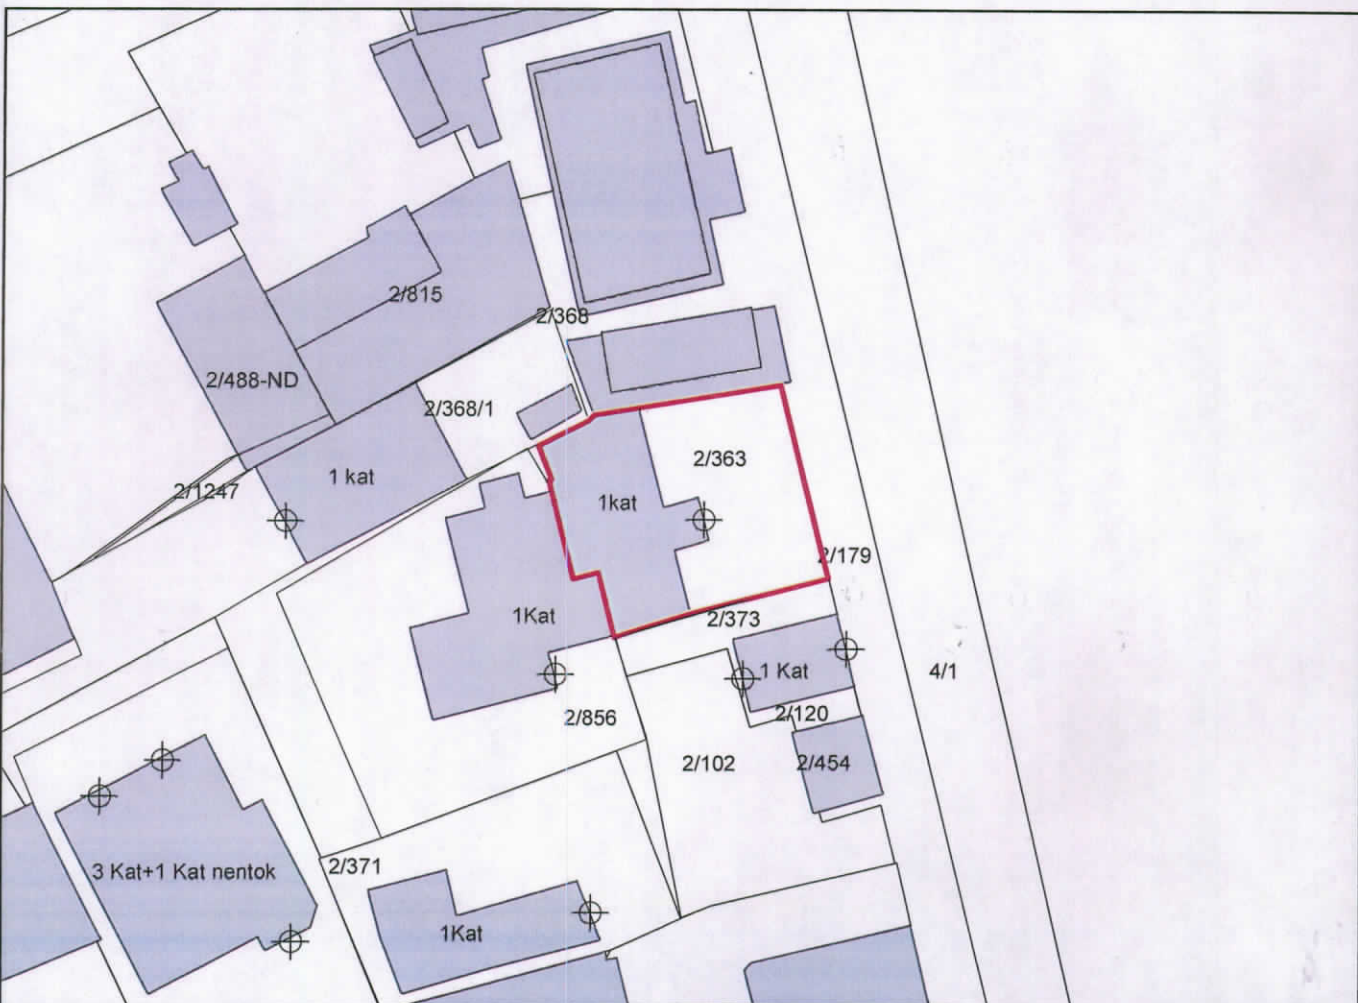 2/815
2/368
2/488-ND
2/368/1
2/363
1 kat
2/1247
1kat
2/179
1Kat
2/373
1 Kat
4/1
2/856
2/120
2/102
2/454
2/371
3 Kat+1 Kat nentok
1Kat